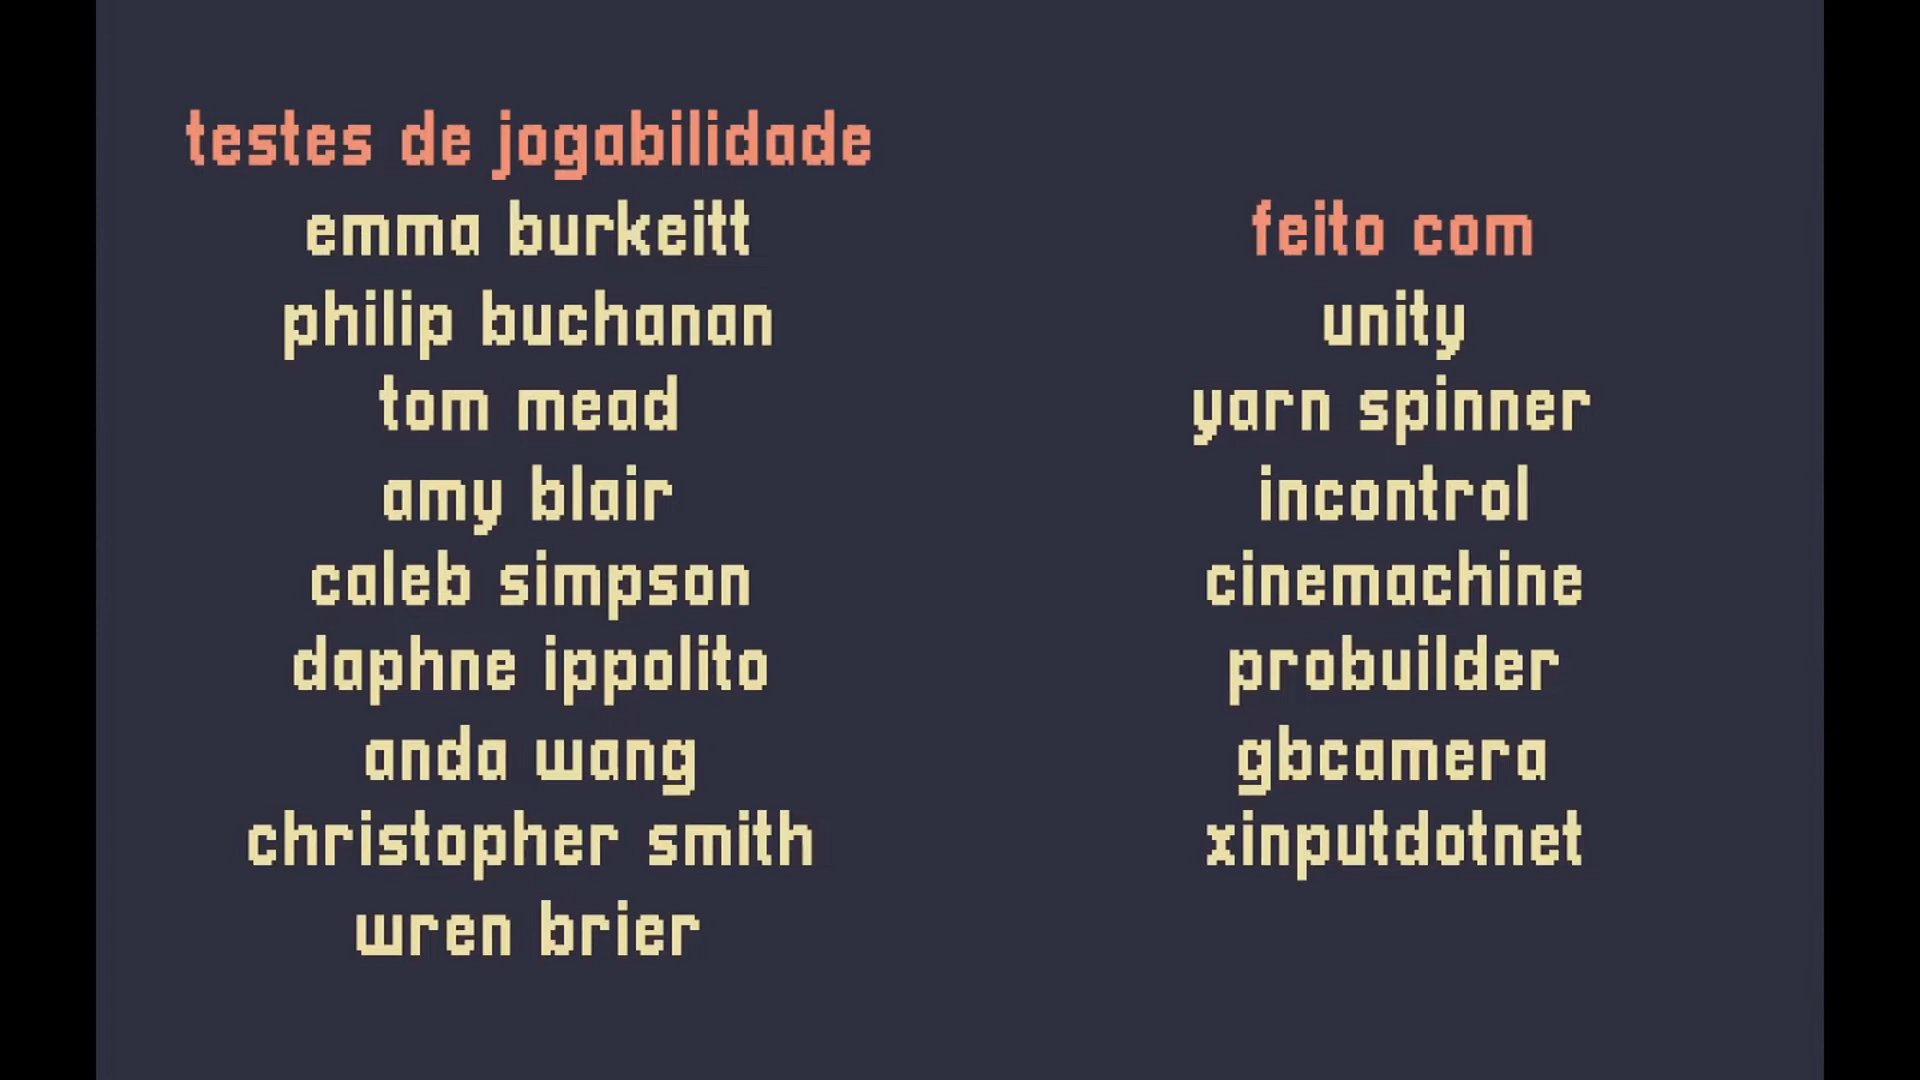 testes de jogabilidade
emma burkeitt
philip buchanan
tom mead
amy blair
caleb simpson
daphne ippolito
anda wang
christopher smith
wren brier
feito com
unity
yarn spinner
incontrol
cinemachine
probuilder
gbcamera
xinputdotnet